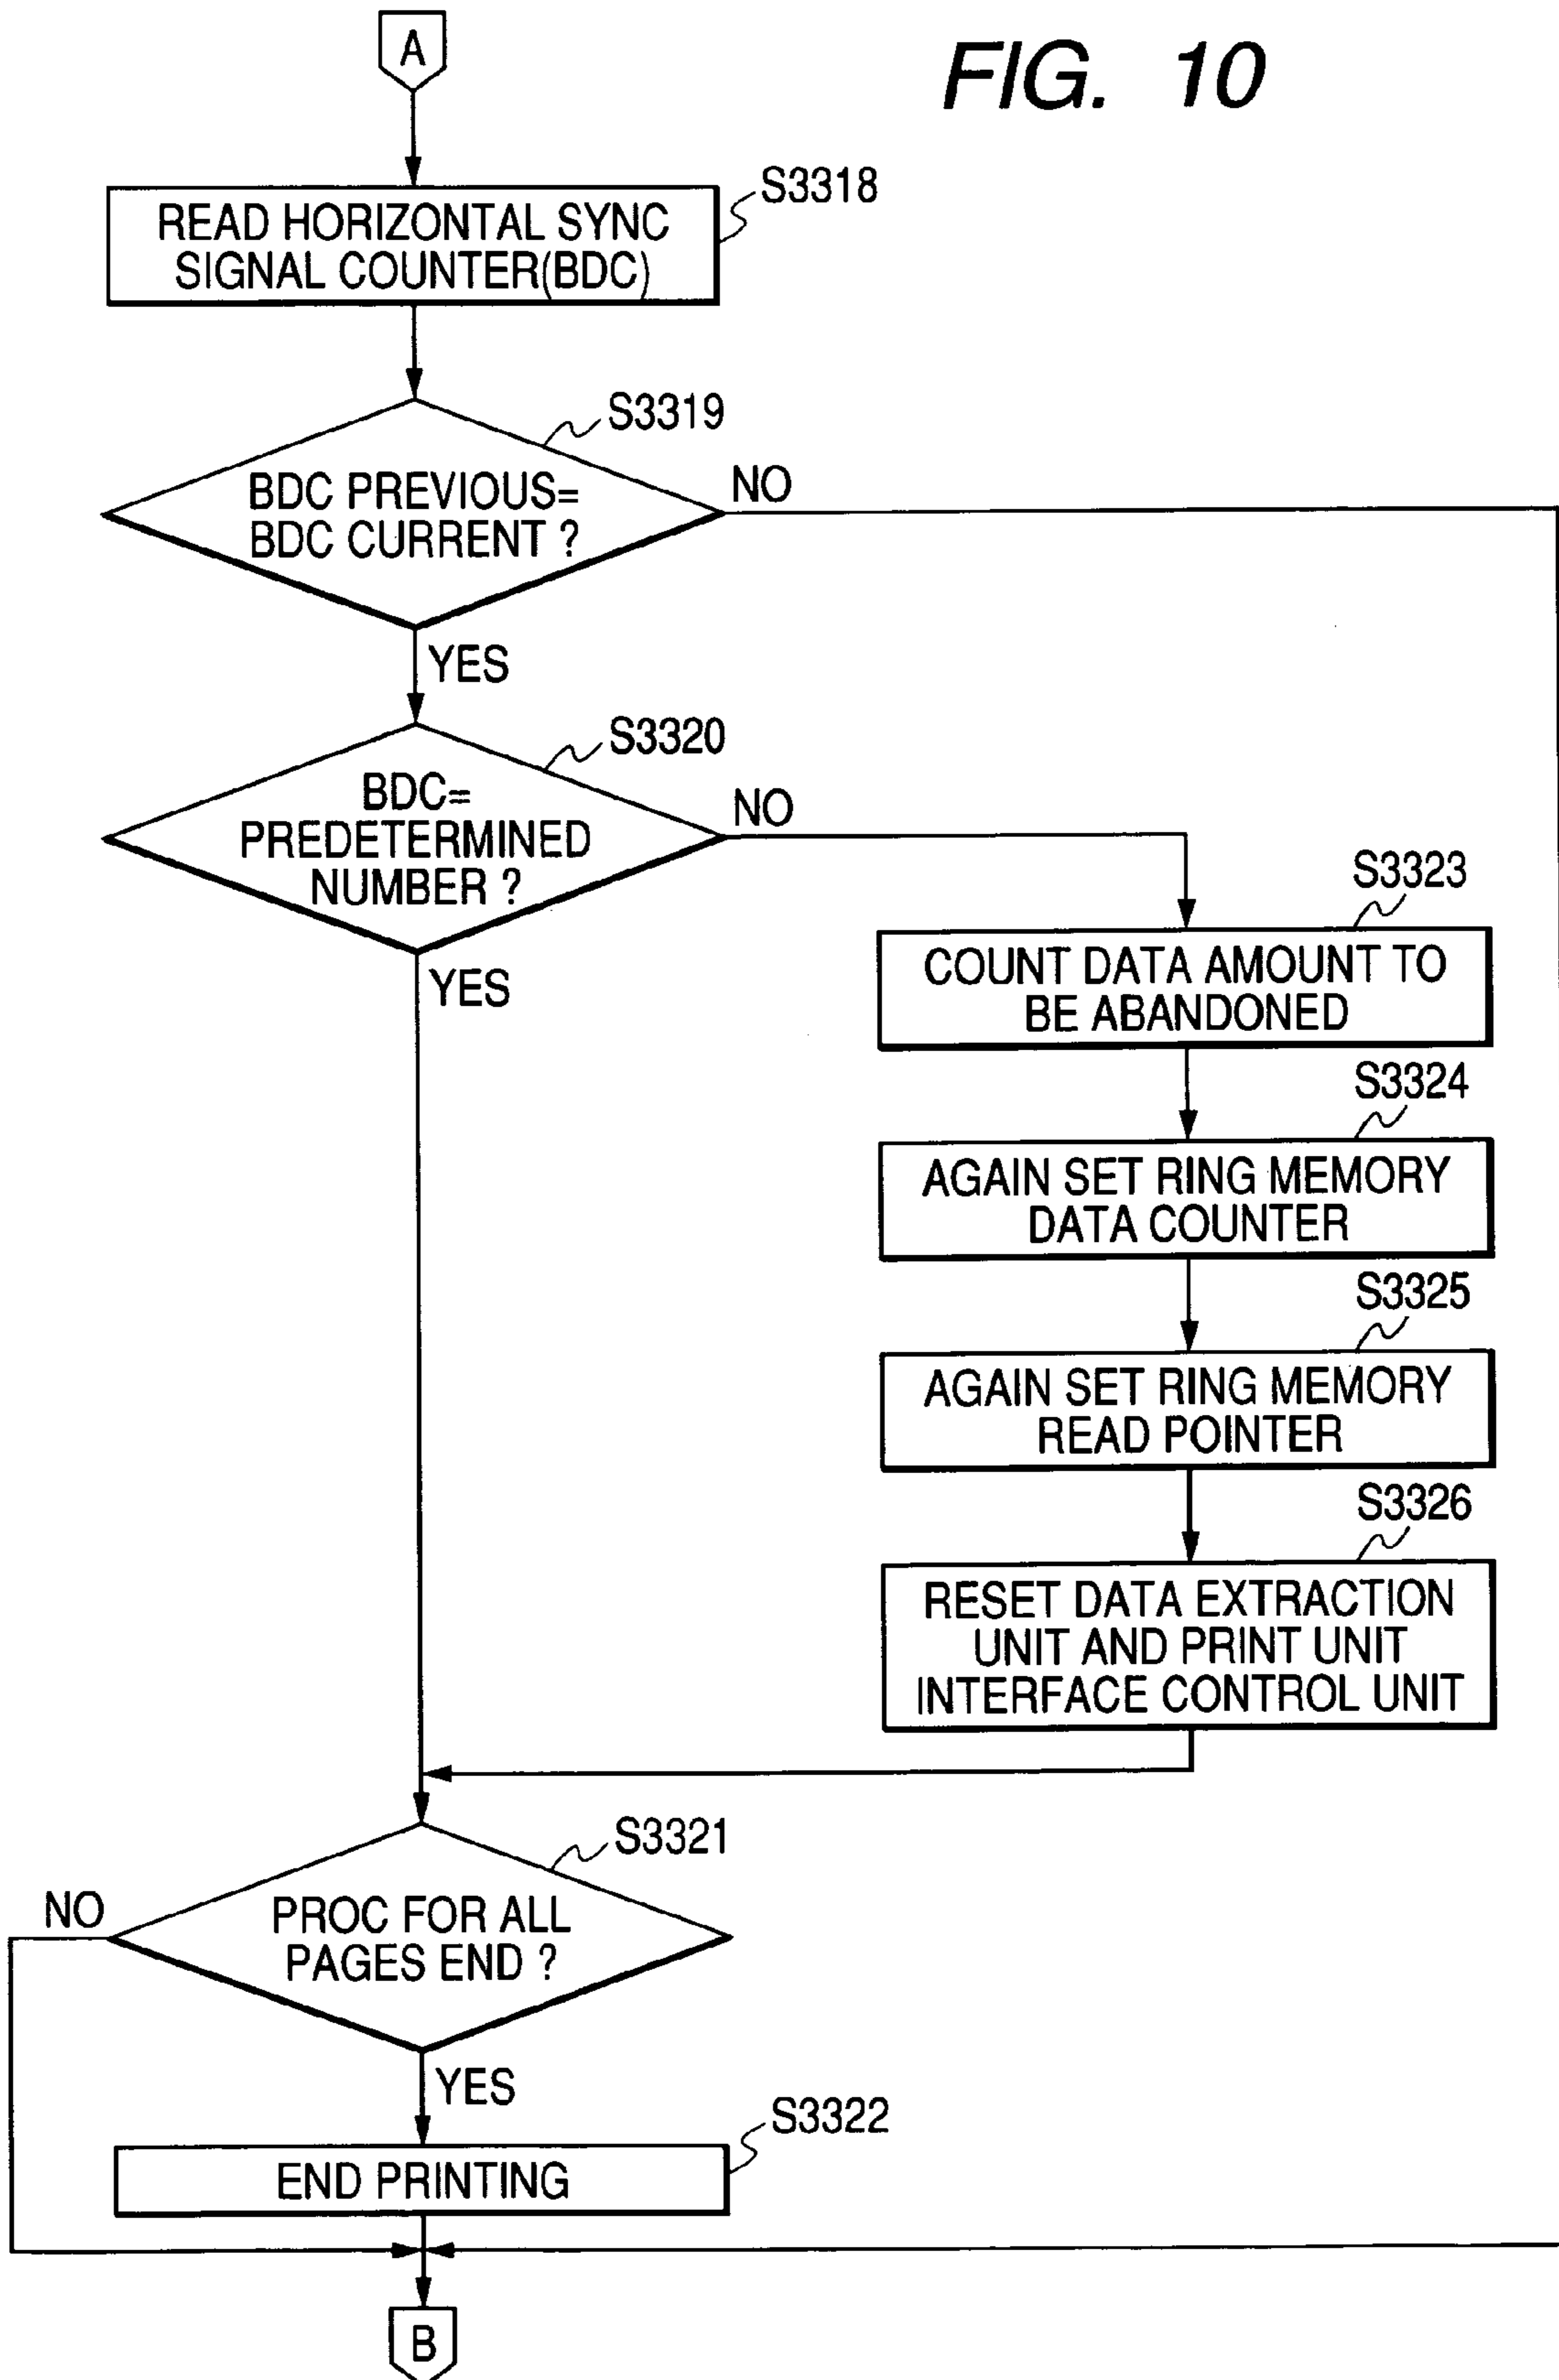 FIG. 10
A
S3318
READ HORIZONTAL SYNC
SIGNAL COUNTER(BDC)
S3319
BDC PREVIOUS=
BDC CURRENT ?
NO
YES
S3320
BDC=
PREDETERMINED
NUMBER ?
NO
YES
S3323
COUNT DATA AMOUNT TO
BE ABANDONED
S3324
AGAIN SET RING MEMORY
DATA COUNTER
S3325
AGAIN SET RING MEMORY
READ POINTER
S3326
RESET DATA EXTRACTION
UNIT AND PRINT UNIT
INTERFACE CONTROL UNIT
S3321
PROC FOR ALL
PAGES END ?
NO
YES
S3322
END PRINTING
B